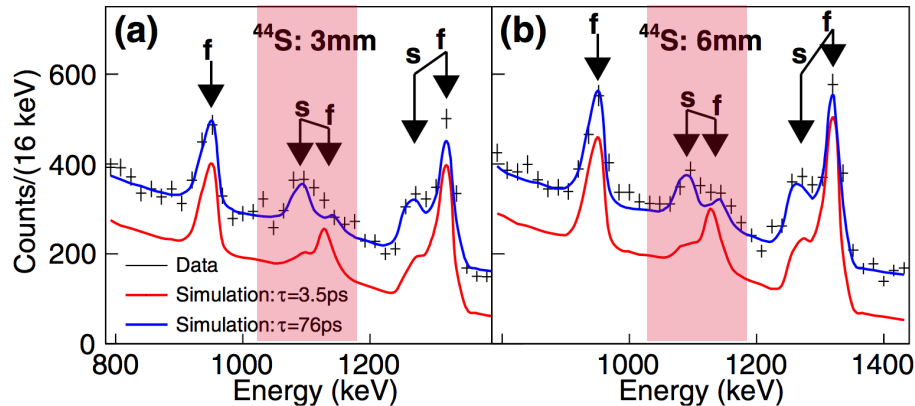 (a) ⁴⁴S: 3mm
f
s f
s f
Counts/(16 keV)
600
400
200
0
Data
Simulation: τ=3.5ps
Simulation: τ=76ps
800 1000 1200
Energy (keV)
(b) ⁴⁴S: 6mm
f
s f
s f
1000 1200 1400
Energy (keV)